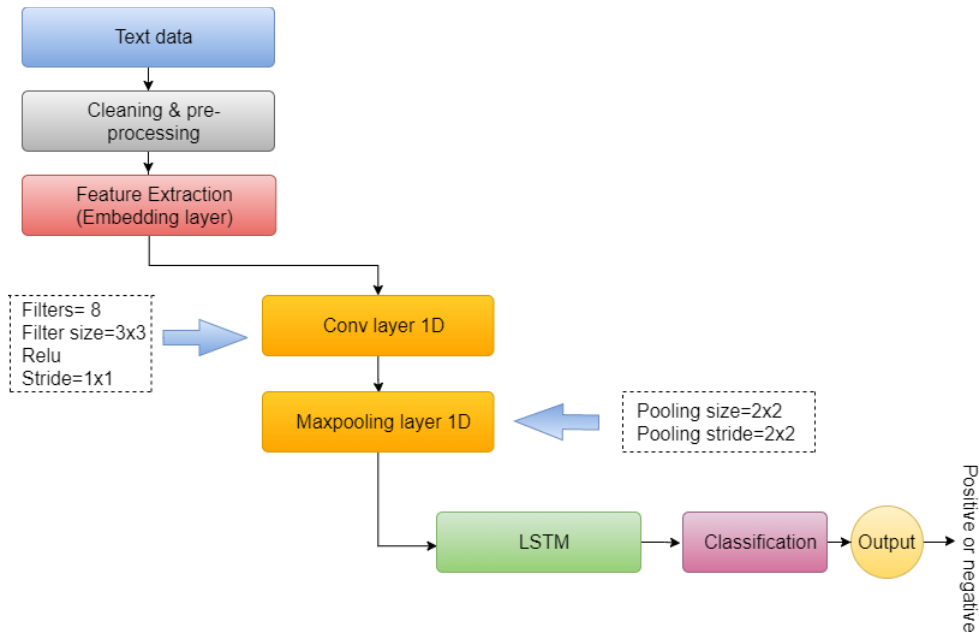 Text data
Cleaning & pre-
processing
Feature Extraction
(Embedding layer)
Filters= 8
Filter size=3x3
Relu
Stride=1x1
Conv layer 1D
Maxpooling layer 1D
Pooling size=2x2
Pooling stride=2x2
LSTM
Classification
Output
Positive or negative